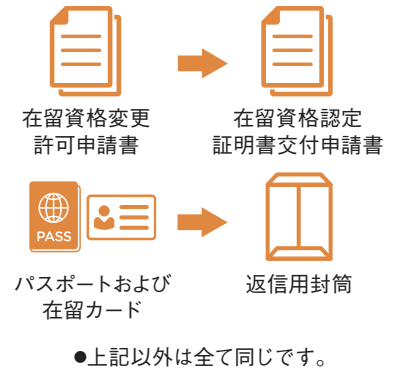 在留資格変更
許可申請書
在留資格認定
証明書交付申請書
PASS
パスポートおよび
在留カード
返信用封筒
●上記以外は全て同じです。